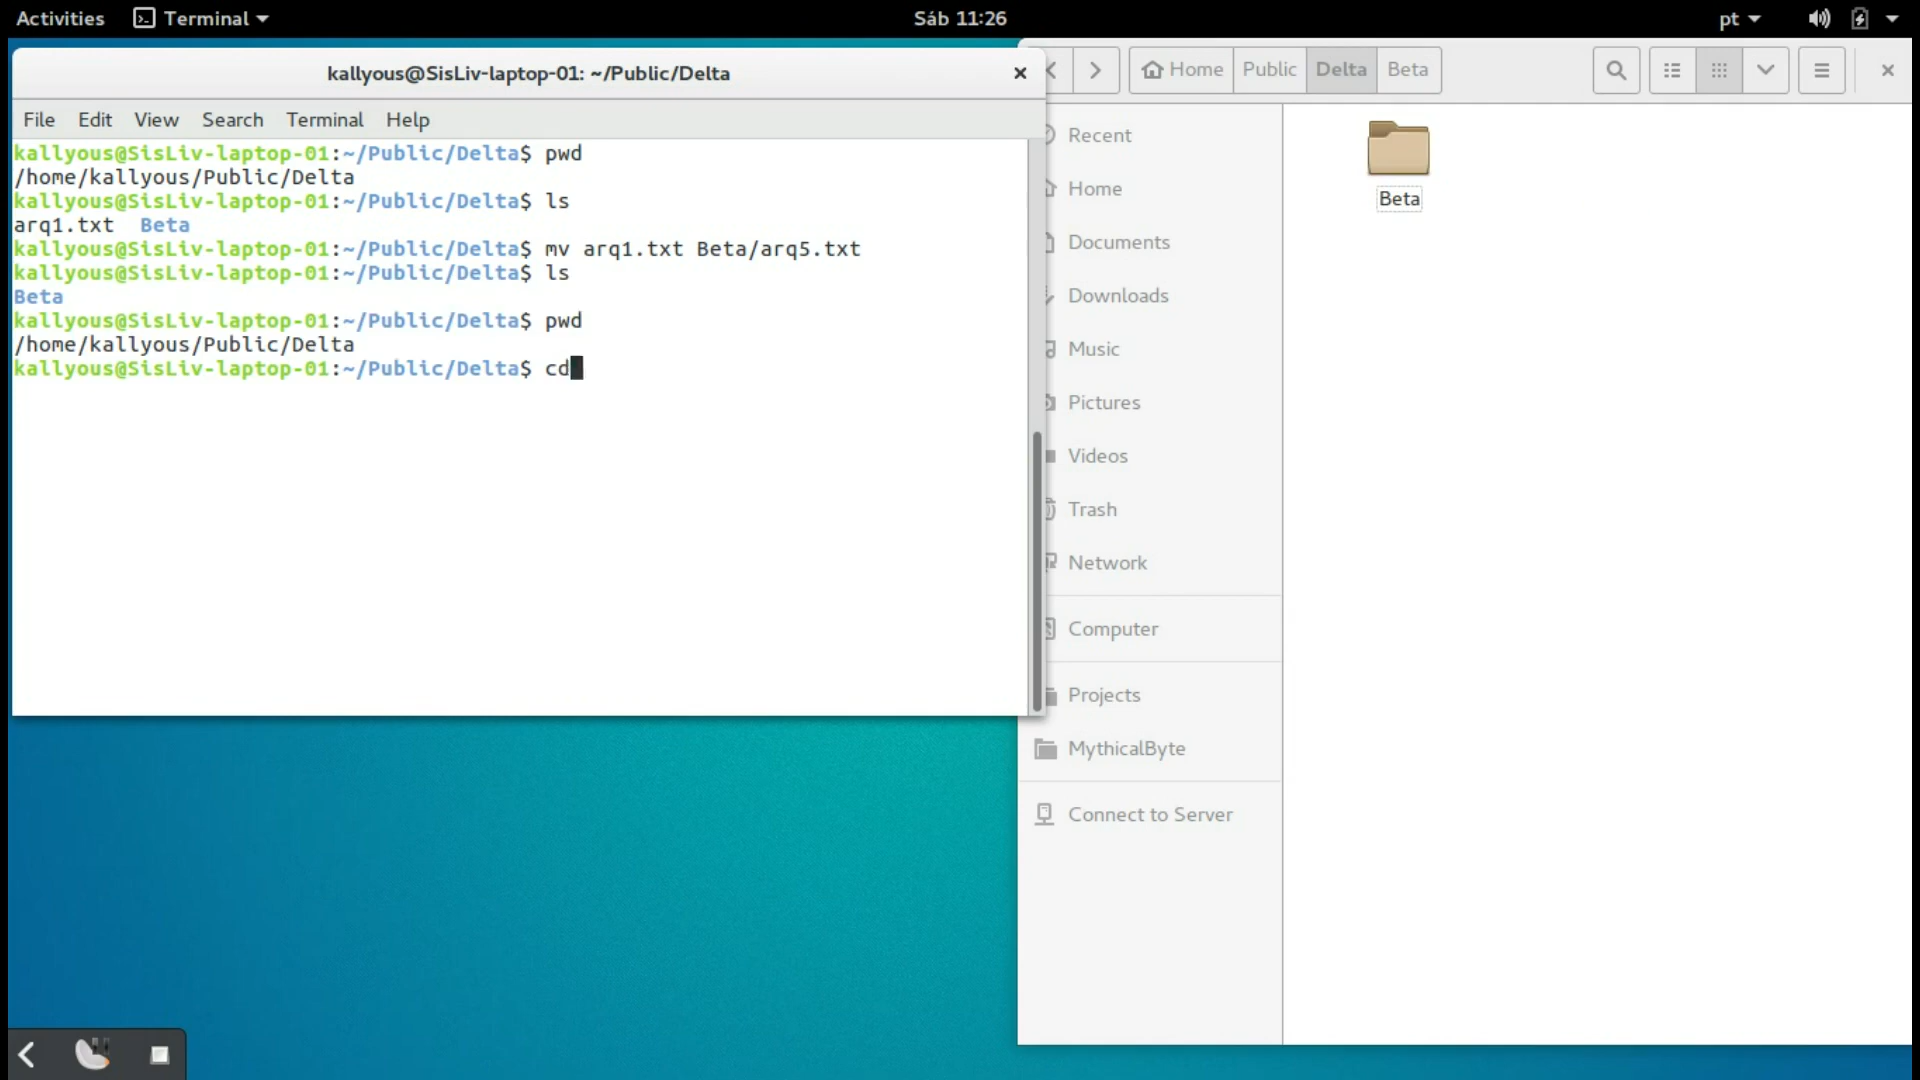 Activities Terminal Sáb 11:26 pt
kallyous@SisLiv-laptop-01: ~/Public/Delta
File Edit View Search Terminal Help
kallyous@SisLiv-laptop-01:~/Public/Delta$ pwd
/home/kallyous/Public/Delta
kallyous@SisLiv-laptop-01:~/Public/Delta$ ls
arq1.txt  Beta
kallyous@SisLiv-laptop-01:~/Public/Delta$ mv arq1.txt Beta/arq5.txt
kallyous@SisLiv-laptop-01:~/Public/Delta$ ls
Beta
kallyous@SisLiv-laptop-01:~/Public/Delta$ pwd
/home/kallyous/Public/Delta
kallyous@SisLiv-laptop-01:~/Public/Delta$ cd
Home Public Delta Beta
Recent
Home
Documents
Downloads
Music
Pictures
Videos
Trash
Network
Computer
Projects
MythicalByte
Connect to Server
Beta